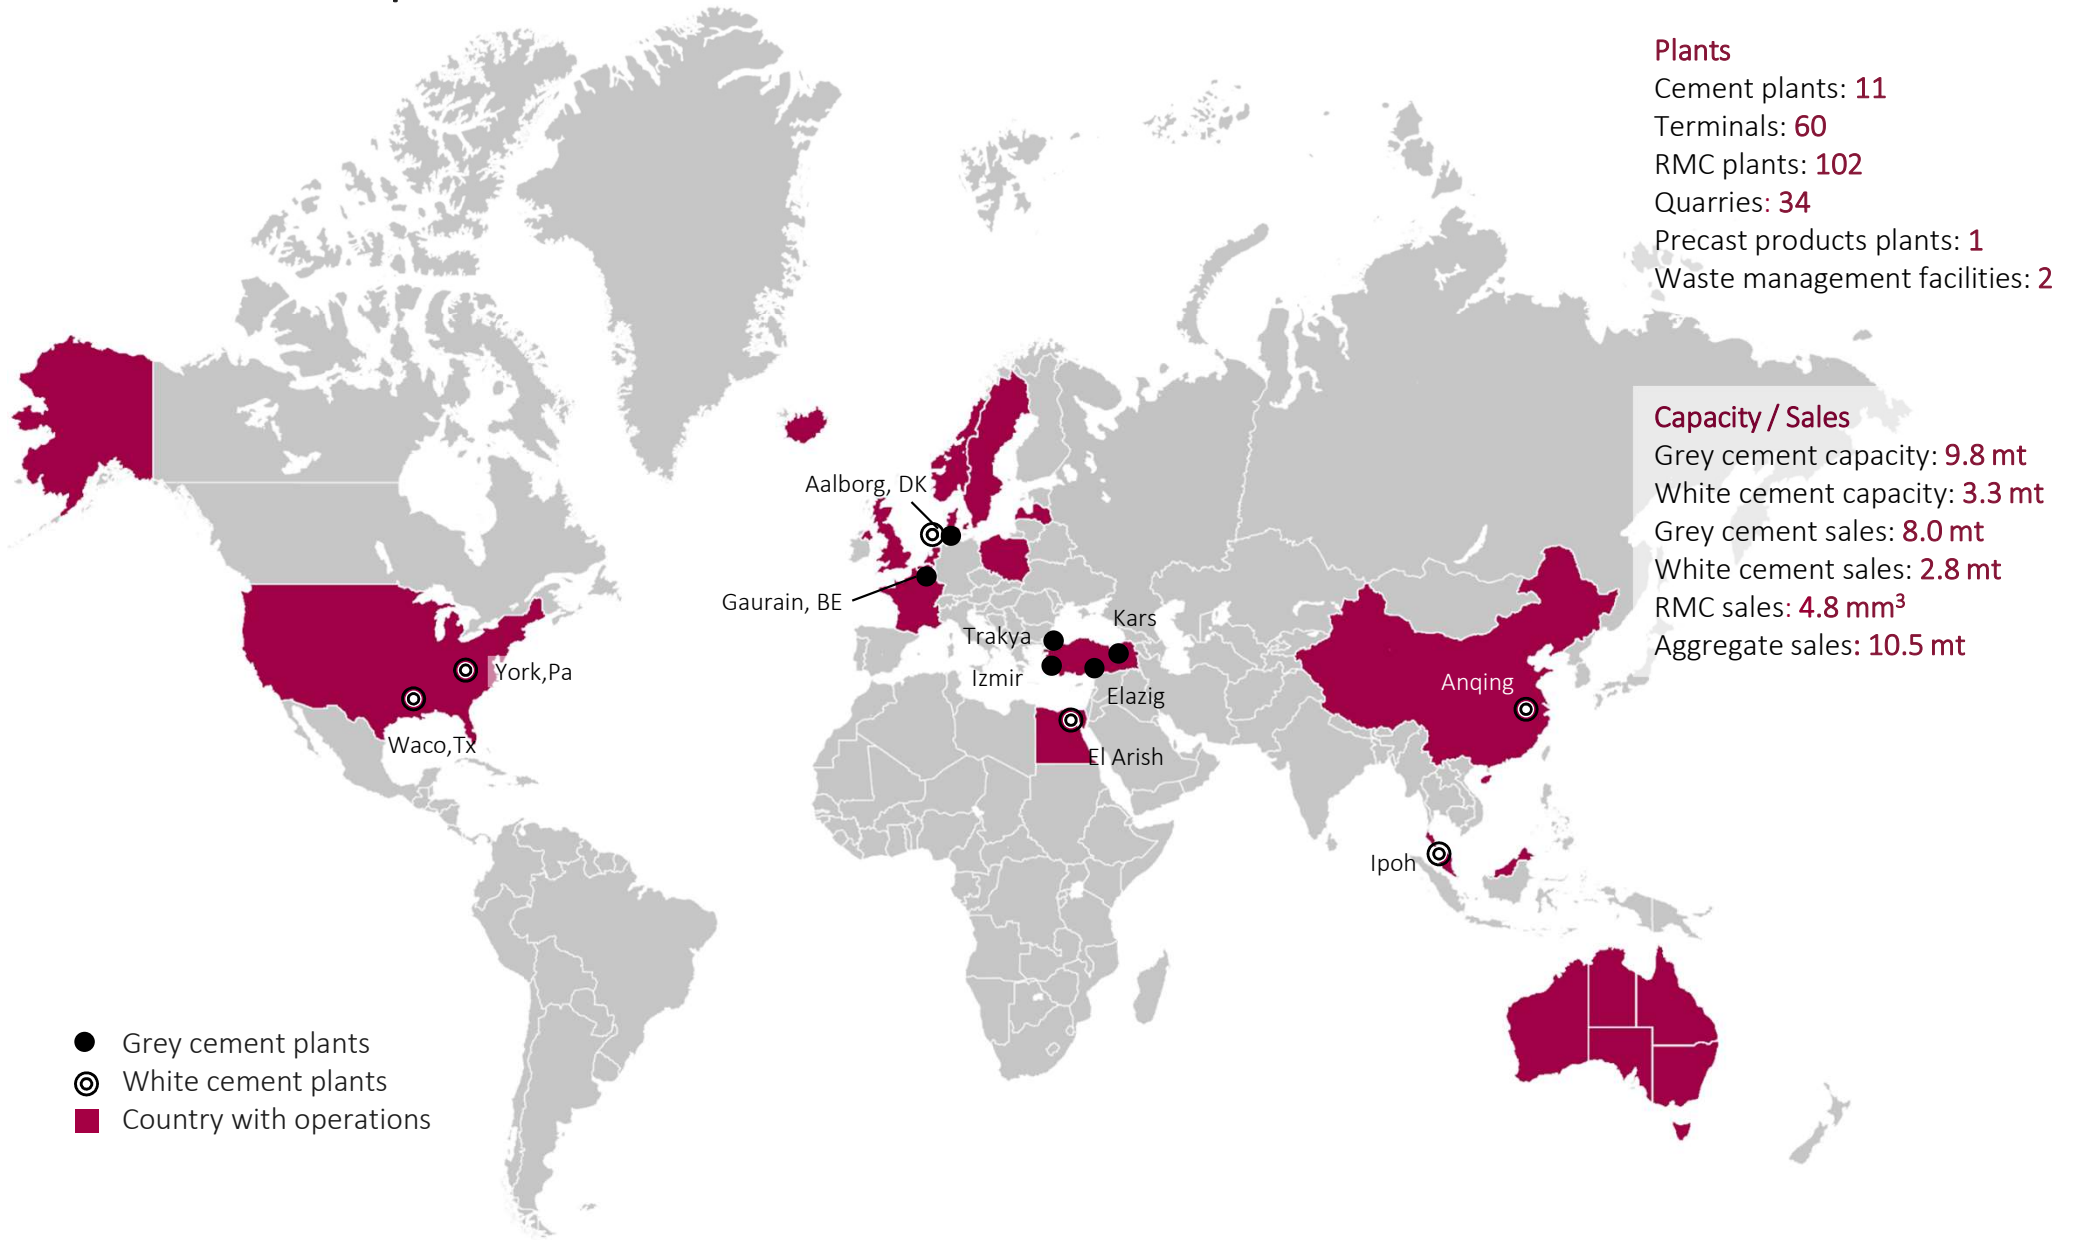 Plants
Cement plants: 11
Terminals: 60
RMC plants: 102
Quarries: 34
Precast products plants: 1
Waste management facilities: 2
Capacity / Sales
Grey cement capacity: 9.8 mt
White cement capacity: 3.3 mt
Grey cement sales: 8.0 mt
White cement sales: 2.8 mt
RMC sales: 4.8 mm³
Aggregate sales: 10.5 mt
Aalborg, DK
Gaurain, BE
Kars
Trakya
Izmir
Elazig
El Arish
York,Pa
Waco,Tx
Anqing
Ipoh
Grey cement plants
White cement plants
Country with operations